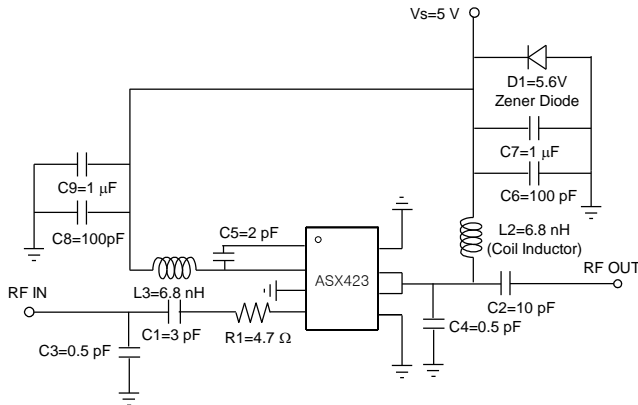 Vs=5 V
D1=5.6V
Zener Diode
C7=1 μF
C6=100 pF
C9=1 μF
C8=100pF
C5=2 pF
L2=6.8 nH
(Coil Inductor)
ASX423
RF OUT
RF IN
L3=6.8 nH
C2=10 pF
C1=3 pF
C4=0.5 pF
C3=0.5 pF
R1=4.7 Ω